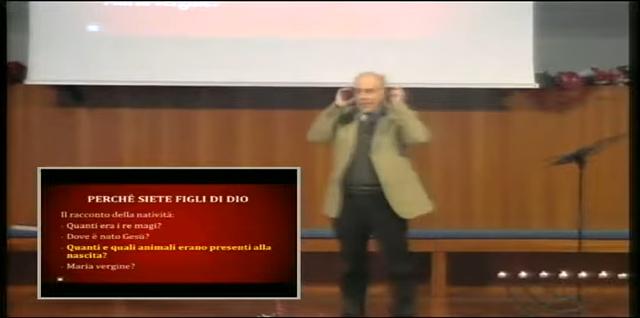 PERCHÉ SIETE FIGLI DI DIO
Il racconto della natività:
- Quanti era i re magi?
- Dove è nato Gesù?
- Quanti e quali animali erano presenti alla
nascita?
- Maria vergine?